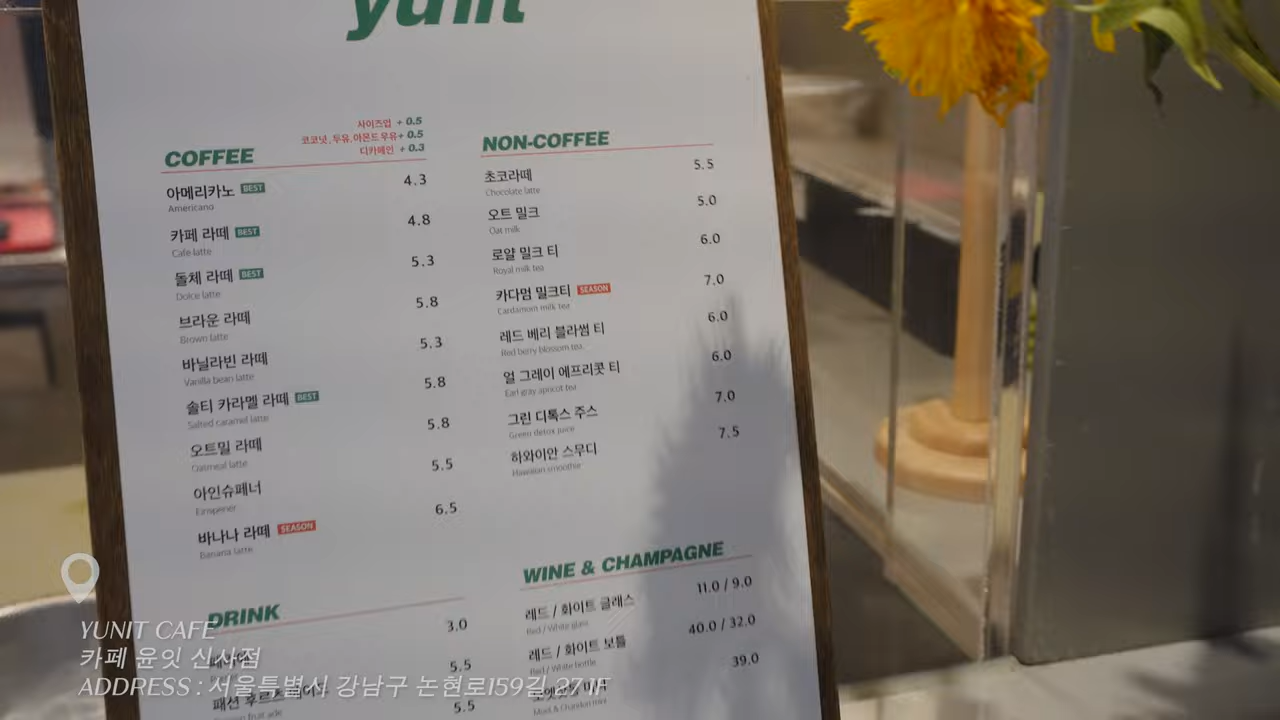 yunit
COFFEE
사이즈업 + 0.5
코코넛, 두유, 아몬드 우유+ 0.5
디카페인 + 0.3
아메리카노 BEST 4.3
Americano
카페 라떼 BEST 4.8
Cafe latte
돌체 라떼 BEST 5.3
Dolce latte
브라운 라떼 5.8
Brown latte
바닐라빈 라떼 5.3
Vanilla bean latte
솔티 카라멜 라떼 BEST 5.8
Salted caramel latte
오트밀 라떼 5.8
Oatmeal latte
아인슈페너 5.5
Einspener
바나나 라떼 SEASON 6.5
Banana latte
NON-COFFEE
초코라떼 5.5
Chocolate latte
오트 밀크 5.0
Oat milk
로얄 밀크 티 6.0
Royal milk tea
카다멈 밀크티 SEASON 7.0
Cardamom milk tea
레드 베리 블라썸 티 6.0
Red berry blossom tea
얼 그레이 에프리콧 티 6.0
Earl gray apricot tea
그린 디톡스 주스 7.0
Green detox juice
하와이안 스무디 7.5
Hawaiian smoothie
DRINK
3.0
5.5
패션 후르츠
5.5
fruit ade
WINE & CHAMPAGNE
레드 / 화이트 글래스 11.0 / 9.0
Red / White glass
레드 / 화이트 보틀 40.0 / 32.0
Red / White bottle
39.0
Moet & Chandon mini
YUNIT CAFE
카페 윤잇 신사점
ADDRESS : 서울특별시 강남구 논현로159길 27 1F